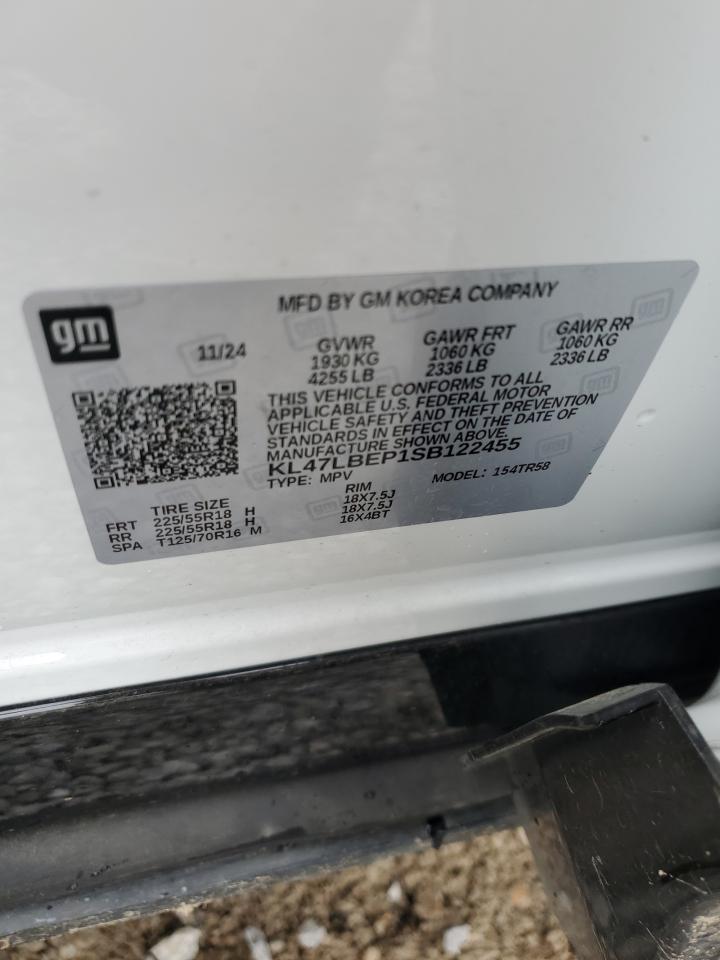 gm
MFD BY GM KOREA COMPANY
11/24
GVWR
1930 KG
4255 LB
GAWR FRT
1060 KG
2336 LB
GAWR RR
1060 KG
2336 LB
THIS VEHICLE CONFORMS TO ALL
APPLICABLE U.S. FEDERAL MOTOR
VEHICLE SAFETY AND THEFT PREVENTION
STANDARDS IN EFFECT ON THE DATE OF
MANUFACTURE SHOWN ABOVE.
KL47LBEP1SB122455
TYPE: MPV MODEL: 154TR58
TIRE SIZE RIM
FRT 225/55R18 H 18X7.5J
RR 225/55R18 H 18X7.5J
SPA T125/70R16 M 16X4BT